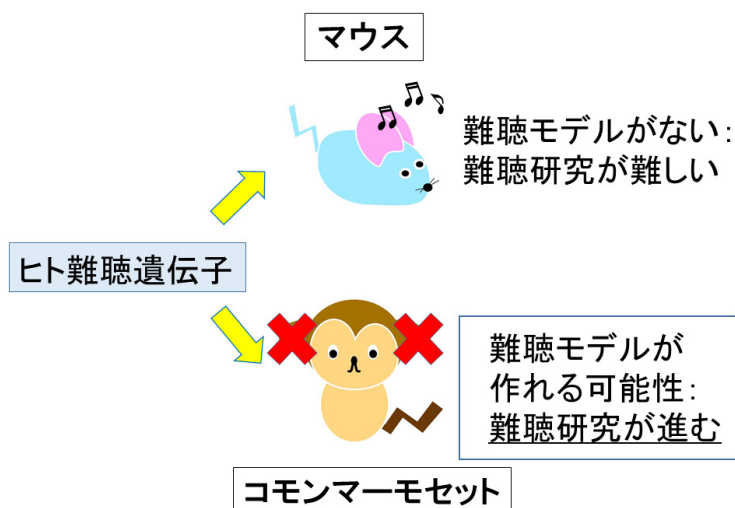 マウス
難聴モデルがない：
難聴研究が難しい
ヒト難聴遺伝子
難聴モデルが
作れる可能性：
難聴研究が進む
コモンマーモセット